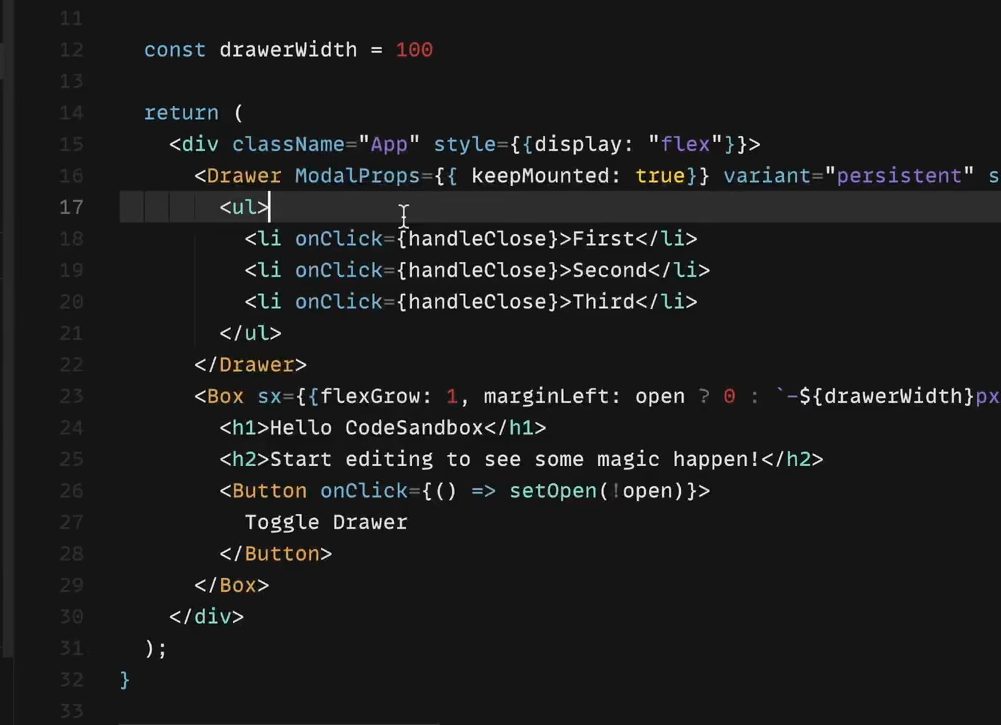 11
12 const drawerWidth = 100
13
14 return (
15 <div className="App" style={{display: "flex"}}>
16 <Drawer ModalProps={{ keepMounted: true}} variant="persistent" s
17 <ul>
18 <li onClick={handleClose}>First</li>
19 <li onClick={handleClose}>Second</li>
20 <li onClick={handleClose}>Third</li>
21 </ul>
22 </Drawer>
23 <Box sx={{flexGrow: 1, marginLeft: open ? 0 : `-${drawerWidth}px
24 <h1>Hello CodeSandbox</h1>
25 <h2>Start editing to see some magic happen!</h2>
26 <Button onClick={() => setOpen(!open)}>
27 Toggle Drawer
28 </Button>
29 </Box>
30 </div>
31 );
32 }
33